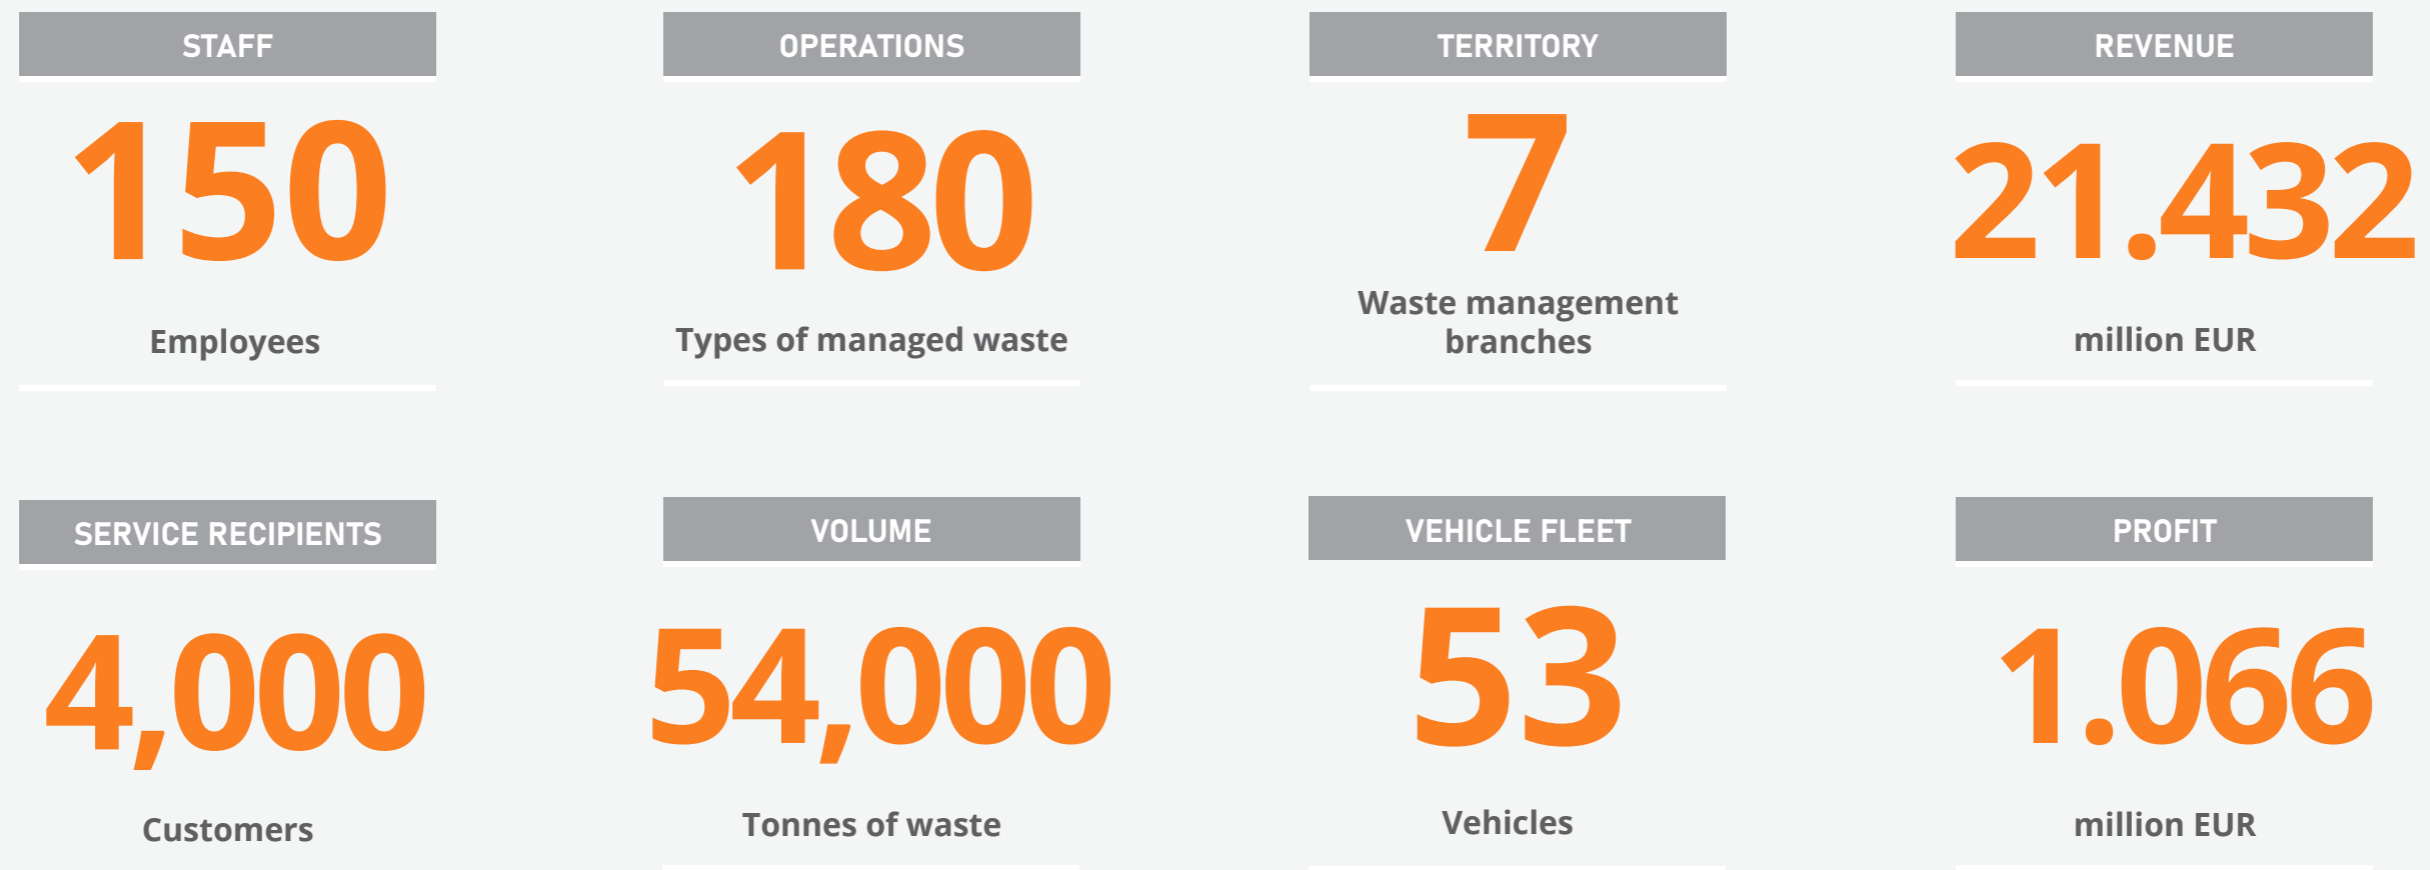 STAFF
150
Employees
OPERATIONS
180
Types of managed waste
TERRITORY
7
Waste management
branches
REVENUE
21.432
million EUR
SERVICE RECIPIENTS
4,000
Customers
VOLUME
54,000
Tonnes of waste
VEHICLE FLEET
53
Vehicles
PROFIT
1.066
million EUR